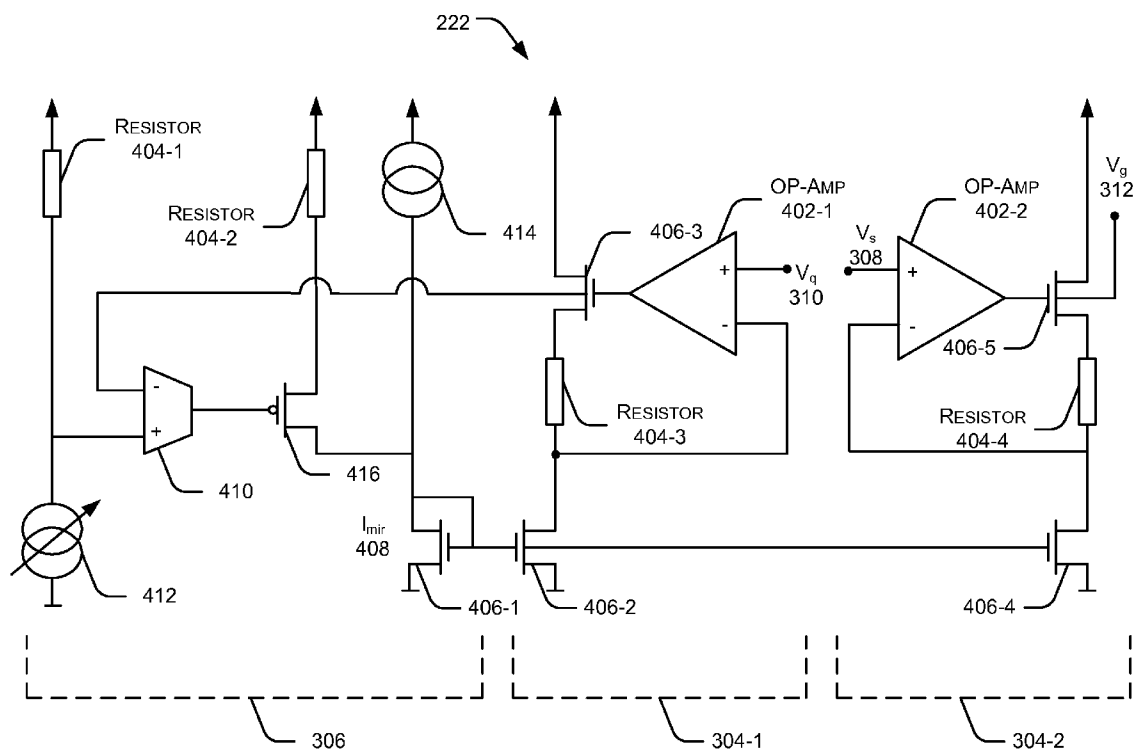 222
RESISTOR
404-1
RESISTOR
404-2
414
406-3
OP-AMP
402-1
OP-AMP
402-2
Vg
312
Vs
308
Vq
310
+
-
+
-
406-5
-
+
410
416
RESISTOR
404-3
RESISTOR
404-4
Imir
408
412
406-1
406-2
406-4
306
304-1
304-2